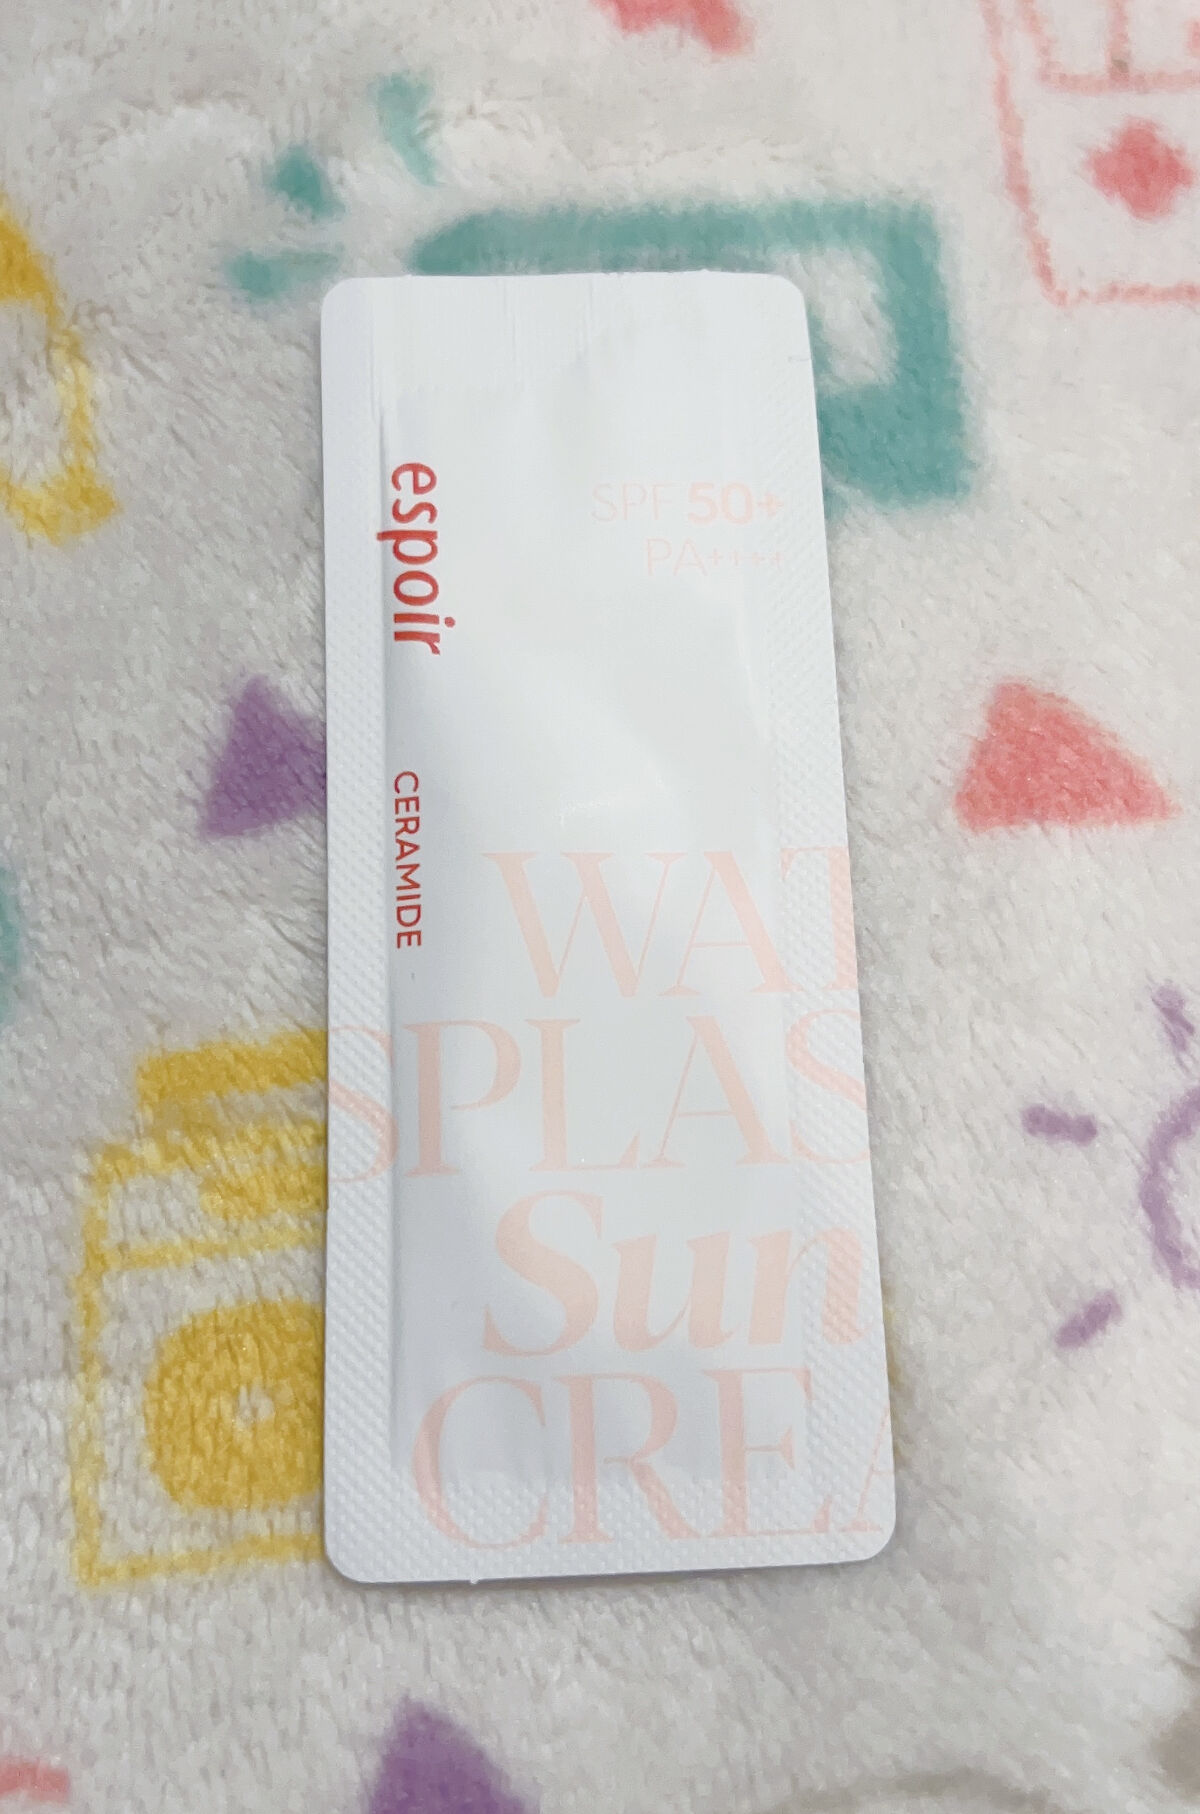 espoir
CERAMIDE
SPF 50+
PA++++
WAT
SPLAS
Sun
CREA